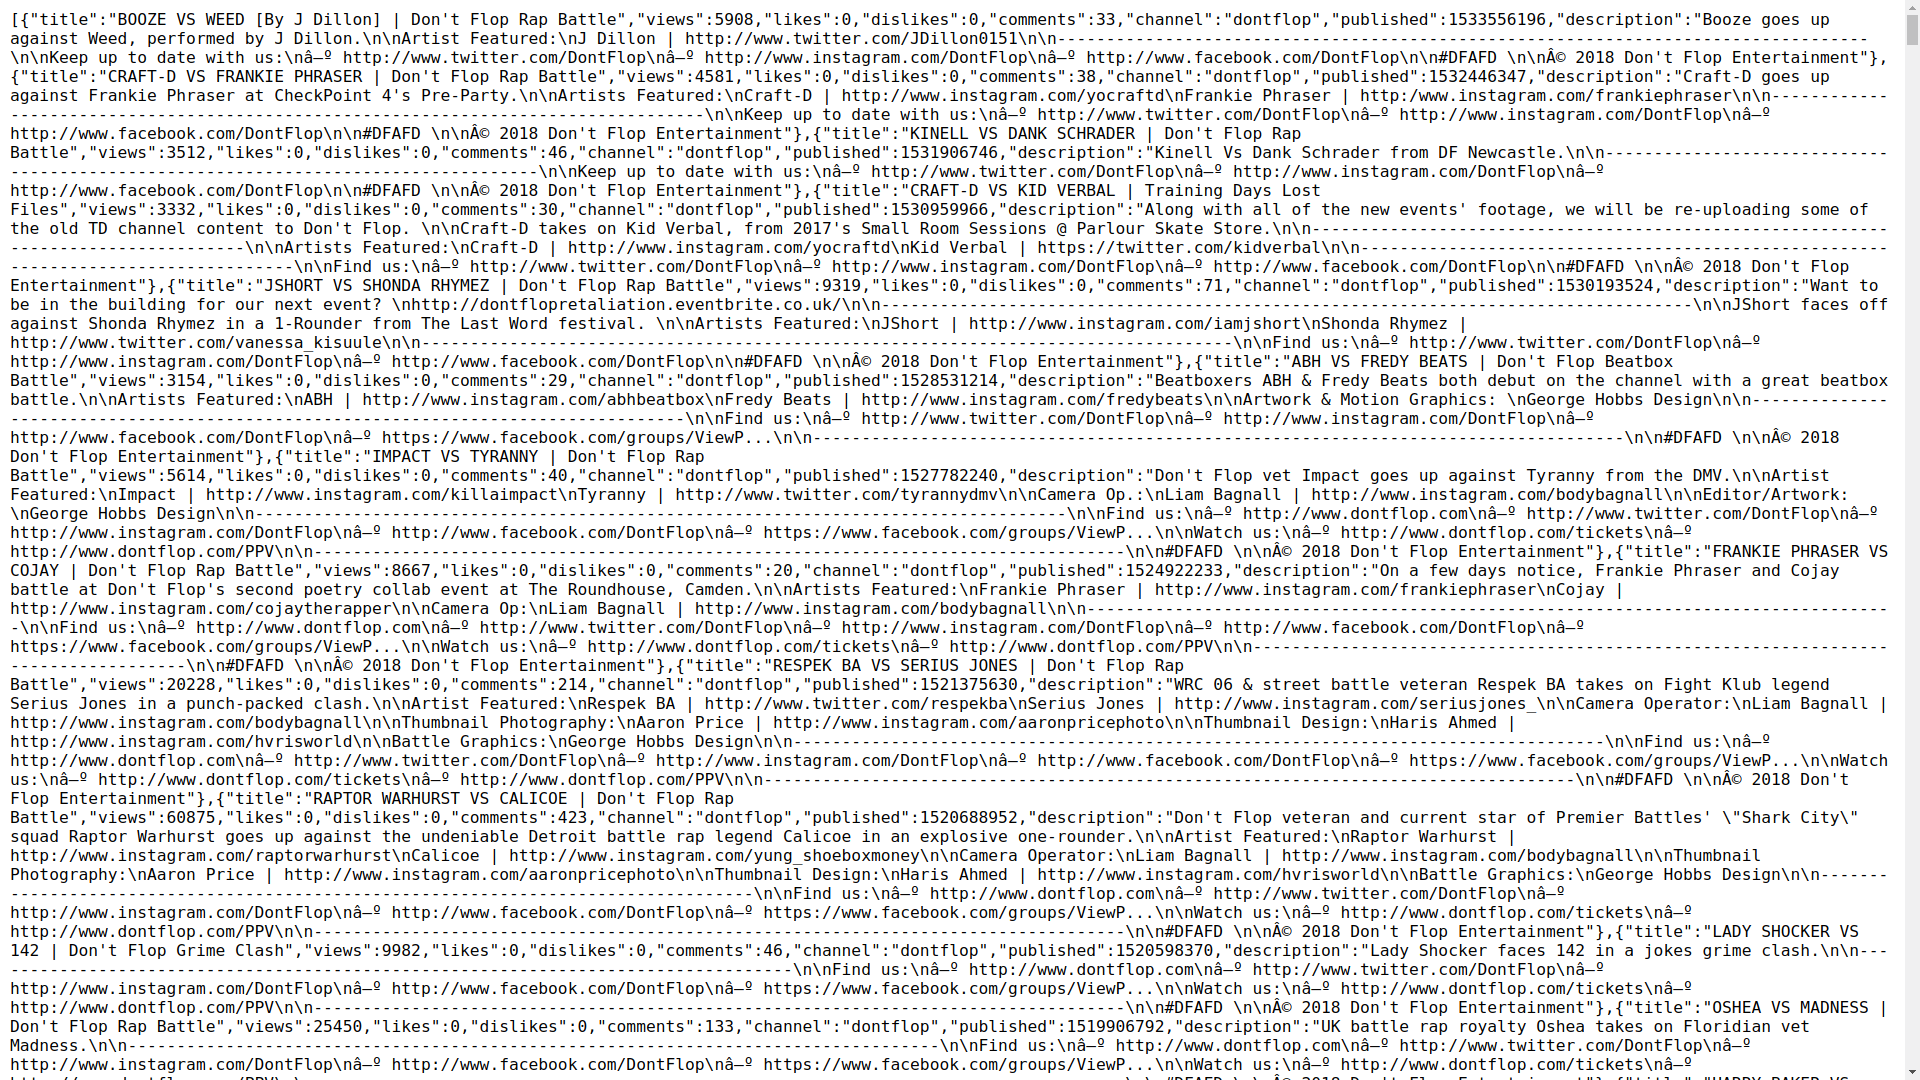 [{"title":"BOOZE VS WEED [By J Dillon] | Don't Flop Rap Battle","views":5908,"likes":0,"dislikes":0,"comments":33,"channel":"dontflop","published":1533556196,"description":"Booze goes up
against Weed, performed by J Dillon.\n\nArtist Featured:\nJ Dillon | http://www.twitter.com/JDillon0151\n\n-----------------------------------------------------------------------------------
\n\nKeep up to date with us:\nâ–º http://www.twitter.com/DontFlop\nâ–º http://www.instagram.com/DontFlop\nâ–º http://www.facebook.com/DontFlop\n\n#DFAFD \n\nÂ© 2018 Don't Flop Entertainment"},
{"title":"CRAFT-D VS FRANKIE PHRASER | Don't Flop Rap Battle","views":4581,"likes":0,"dislikes":0,"comments":38,"channel":"dontflop","published":1532446347,"description":"Craft-D goes up
against Frankie Phraser at CheckPoint 4's Pre-Party.\n\nArtists Featured:\nCraft-D | http://www.instagram.com/yocraftd\nFrankie Phraser | http:/www.instagram.com/frankiephraser\n\n------------
-----------------------------------------------------------------------\n\nKeep up to date with us:\nâ–º http://www.twitter.com/DontFlop\nâ–º http://www.instagram.com/DontFlop\nâ–º
http://www.facebook.com/DontFlop\n\n#DFAFD \n\nÂ© 2018 Don't Flop Entertainment"},{"title":"KINELL VS DANK SCHRADER | Don't Flop Rap
Battle","views":3512,"likes":0,"dislikes":0,"comments":46,"channel":"dontflop","published":1531906746,"description":"Kinell Vs Dank Schrader from DF Newcastle.\n\n-----------------------------
------------------------------------------------------\n\nKeep up to date with us:\nâ–º http://www.twitter.com/DontFlop\nâ–º http://www.instagram.com/DontFlop\nâ–º
http://www.facebook.com/DontFlop\n\n#DFAFD \n\nÂ© 2018 Don't Flop Entertainment"},{"title":"CRAFT-D VS KID VERBAL | Training Days Lost
Files","views":3332,"likes":0,"dislikes":0,"comments":30,"channel":"dontflop","published":1530959966,"description":"Along with all of the new events' footage, we will be re-uploading some of
the old TD channel content to Don't Flop. \n\nCraft-D takes on Kid Verbal, from 2017's Small Room Sessions @ Parlour Skate Store.\n\n-----------------------------------------------------------
------------------------\n\nArtists Featured:\nCraft-D | http://www.instagram.com/yocraftd\nKid Verbal | https://twitter.com/kidverbal\n\n------------------------------------------------------
-----------------------------\n\nFind us:\nâ–º http://www.twitter.com/DontFlop\nâ–º http://www.instagram.com/DontFlop\nâ–º http://www.facebook.com/DontFlop\n\n#DFAFD \n\nÂ© 2018 Don't Flop
Entertainment"},{"title":"JSHORT VS SHONDA RHYMEZ | Don't Flop Rap Battle","views":9319,"likes":0,"dislikes":0,"comments":71,"channel":"dontflop","published":1530193524,"description":"Want to
be in the building for our next event? \nhttp://dontflopretaliation.eventbrite.co.uk/\n\n-----------------------------------------------------------------------------------\n\nJShort faces off
against Shonda Rhymez in a 1-Rounder from The Last Word festival. \n\nArtists Featured:\nJShort | http://www.instagram.com/iamjshort\nShonda Rhymez |
http://www.twitter.com/vanessa_kisuule\n\n-----------------------------------------------------------------------------------\n\nFind us:\nâ–º http://www.twitter.com/DontFlop\nâ–º
http://www.instagram.com/DontFlop\nâ–º http://www.facebook.com/DontFlop\n\n#DFAFD \n\nÂ© 2018 Don't Flop Entertainment"},{"title":"ABH VS FREDY BEATS | Don't Flop Beatbox
Battle","views":3154,"likes":0,"dislikes":0,"comments":29,"channel":"dontflop","published":1528531214,"description":"Beatboxers ABH & Fredy Beats both debut on the channel with a great beatbox
battle.\n\nArtists Featured:\nABH | http://www.instagram.com/abhbeatbox\nFredy Beats | http://www.instagram.com/fredybeats\n\nArtwork & Motion Graphics: \nGeorge Hobbs Design\n\n--------------
---------------------------------------------------------------------\n\nFind us:\nâ–º http://www.twitter.com/DontFlop\nâ–º http://www.instagram.com/DontFlop\nâ–º
http://www.facebook.com/DontFlop\nâ–º https://www.facebook.com/groups/ViewP...\n\n-----------------------------------------------------------------------------------\n\n#DFAFD \n\nÂ© 2018
Don't Flop Entertainment"},{"title":"IMPACT VS TYRANNY | Don't Flop Rap
Battle","views":5614,"likes":0,"dislikes":0,"comments":40,"channel":"dontflop","published":1527782240,"description":"Don't Flop vet Impact goes up against Tyranny from the DMV.\n\nArtist
Featured:\nImpact | http://www.instagram.com/killaimpact\nTyranny | http://www.twitter.com/tyrannydmv\n\nCamera Op.:\nLiam Bagnall | http://www.instagram.com/bodybagnall\n\nEditor/Artwork:
\nGeorge Hobbs Design\n\n-----------------------------------------------------------------------------------\n\nFind us:\nâ–º http://www.dontflop.com\nâ–º http://www.twitter.com/DontFlop\nâ–º
http://www.instagram.com/DontFlop\nâ–º http://www.facebook.com/DontFlop\nâ–º https://www.facebook.com/groups/ViewP...\n\nWatch us:\nâ–º http://www.dontflop.com/tickets\nâ–º
http://www.dontflop.com/PPV\n\n-----------------------------------------------------------------------------------\n\n#DFAFD \n\nÂ© 2018 Don't Flop Entertainment"},{"title":"FRANKIE PHRASER VS
COJAY | Don't Flop Rap Battle","views":8667,"likes":0,"dislikes":0,"comments":20,"channel":"dontflop","published":1524922233,"description":"On a few days notice, Frankie Phraser and Cojay
battle at Don't Flop's second poetry collab event at The Roundhouse, Camden.\n\nArtists Featured:\nFrankie Phraser | http://www.instagram.com/frankiephraser\nCojay |
http://www.instagram.com/cojaytherapper\n\nCamera Op:\nLiam Bagnall | http://www.instagram.com/bodybagnall\n\n----------------------------------------------------------------------------------
-\n\nFind us:\nâ–º http://www.dontflop.com\nâ–º http://www.twitter.com/DontFlop\nâ–º http://www.instagram.com/DontFlop\nâ–º http://www.facebook.com/DontFlop\nâ–º
https://www.facebook.com/groups/ViewP...\n\nWatch us:\nâ–º http://www.dontflop.com/tickets\nâ–º http://www.dontflop.com/PPV\n\n-----------------------------------------------------------------
------------------\n\n#DFAFD \n\nÂ© 2018 Don't Flop Entertainment"},{"title":"RESPEK BA VS SERIUS JONES | Don't Flop Rap
Battle","views":20228,"likes":0,"dislikes":0,"comments":214,"channel":"dontflop","published":1521375630,"description":"WRC 06 & street battle veteran Respek BA takes on Fight Klub legend
Serius Jones in a punch-packed clash.\n\nArtist Featured:\nRespek BA | http://www.twitter.com/respekba\nSerius Jones | http://www.instagram.com/seriusjones_\n\nCamera Operator:\nLiam Bagnall |
http://www.instagram.com/bodybagnall\n\nThumbnail Photography:\nAaron Price | http://www.instagram.com/aaronpricephoto\n\nThumbnail Design:\nHaris Ahmed |
http://www.instagram.com/hvrisworld\n\nBattle Graphics:\nGeorge Hobbs Design\n\n-----------------------------------------------------------------------------------\n\nFind us:\nâ–º
http://www.dontflop.com\nâ–º http://www.twitter.com/DontFlop\nâ–º http://www.instagram.com/DontFlop\nâ–º http://www.facebook.com/DontFlop\nâ–º https://www.facebook.com/groups/ViewP...\n\nWatch
us:\nâ–º http://www.dontflop.com/tickets\nâ–º http://www.dontflop.com/PPV\n\n-----------------------------------------------------------------------------------\n\n#DFAFD \n\nÂ© 2018 Don't
Flop Entertainment"},{"title":"RAPTOR WARHURST VS CALICOE | Don't Flop Rap
Battle","views":60875,"likes":0,"dislikes":0,"comments":423,"channel":"dontflop","published":1520688952,"description":"Don't Flop veteran and current star of Premier Battles' \"Shark City\"
squad Raptor Warhurst goes up against the undeniable Detroit battle rap legend Calicoe in an explosive one-rounder.\n\nArtist Featured:\nRaptor Warhurst |
http://www.instagram.com/raptorwarhurst\nCalicoe | http://www.instagram.com/yung_shoeboxmoney\n\nCamera Operator:\nLiam Bagnall | http://www.instagram.com/bodybagnall\n\nThumbnail
Photography:\nAaron Price | http://www.instagram.com/aaronpricephoto\n\nThumbnail Design:\nHaris Ahmed | http://www.instagram.com/hvrisworld\n\nBattle Graphics:\nGeorge Hobbs Design\n\n-------
----------------------------------------------------------------------------\n\nFind us:\nâ–º http://www.dontflop.com\nâ–º http://www.twitter.com/DontFlop\nâ–º
http://www.instagram.com/DontFlop\nâ–º http://www.facebook.com/DontFlop\nâ–º https://www.facebook.com/groups/ViewP...\n\nWatch us:\nâ–º http://www.dontflop.com/tickets\nâ–º
http://www.dontflop.com/PPV\n\n-----------------------------------------------------------------------------------\n\n#DFAFD \n\nÂ© 2018 Don't Flop Entertainment"},{"title":"LADY SHOCKER VS
142 | Don't Flop Grime Clash","views":9982,"likes":0,"dislikes":0,"comments":46,"channel":"dontflop","published":1520598370,"description":"Lady Shocker faces 142 in a jokes grime clash.\n\n---
--------------------------------------------------------------------------------\n\nFind us:\nâ–º http://www.dontflop.com\nâ–º http://www.twitter.com/DontFlop\nâ–º
http://www.instagram.com/DontFlop\nâ–º http://www.facebook.com/DontFlop\nâ–º https://www.facebook.com/groups/ViewP...\n\nWatch us:\nâ–º http://www.dontflop.com/tickets\nâ–º
http://www.dontflop.com/PPV\n\n-----------------------------------------------------------------------------------\n\n#DFAFD \n\nÂ© 2018 Don't Flop Entertainment"},{"title":"OSHEA VS MADNESS |
Don't Flop Rap Battle","views":25450,"likes":0,"dislikes":0,"comments":133,"channel":"dontflop","published":1519906792,"description":"UK battle rap royalty Oshea takes on Floridian vet
Madness.\n\n-----------------------------------------------------------------------------------\n\nFind us:\nâ–º http://www.dontflop.com\nâ–º http://www.twitter.com/DontFlop\nâ–º
http://www.instagram.com/DontFlop\nâ–º http://www.facebook.com/DontFlop\nâ–º https://www.facebook.com/groups/ViewP...\n\nWatch us:\nâ–º http://www.dontflop.com/tickets\nâ–º